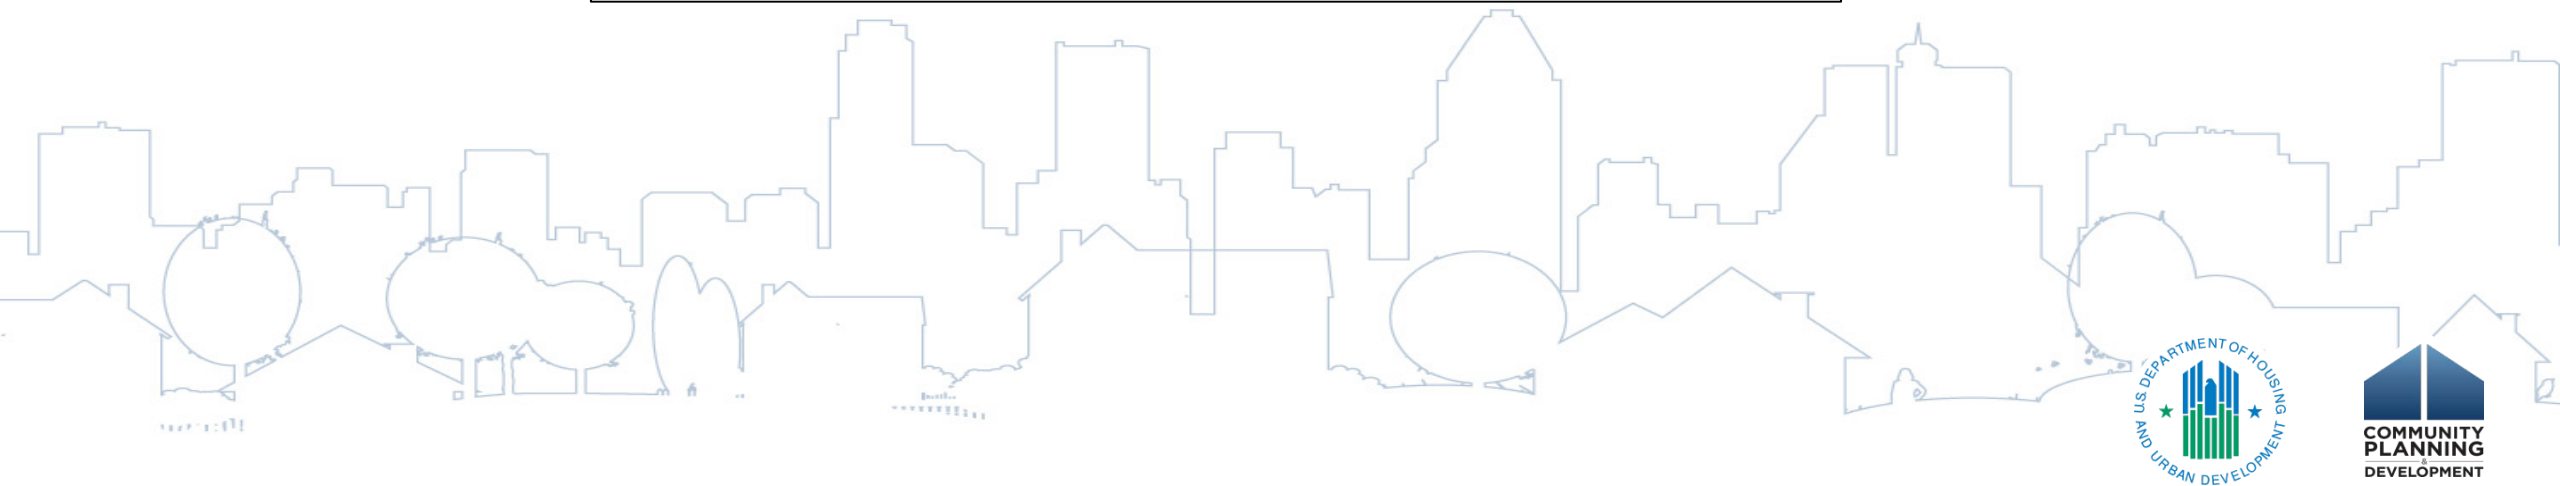 U.S. DEPARTMENT OF HOUSING
AND URBAN DEVELOPMENT
COMMUNITY
PLANNING
&
DEVELOPMENT